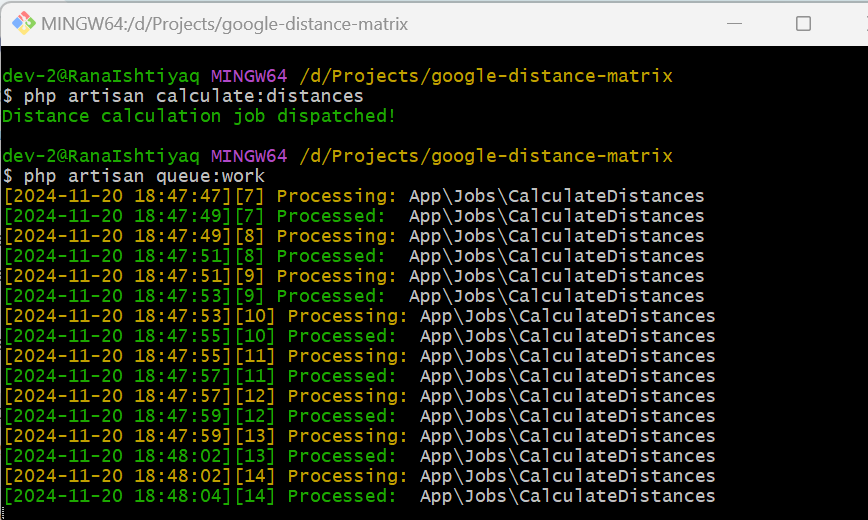 MINGW64:/d/Projects/google-distance-matrix
dev-2@RanaIshtiyaq MINGW64 /d/Projects/google-distance-matrix
$ php artisan calculate:distances
Distance calculation job dispatched!
dev-2@RanaIshtiyaq MINGW64 /d/Projects/google-distance-matrix
$ php artisan queue:work
[2024-11-20 18:47:47][7] Processing: App\Jobs\CalculateDistances
[2024-11-20 18:47:49][7] Processed:  App\Jobs\CalculateDistances
[2024-11-20 18:47:49][8] Processing: App\Jobs\CalculateDistances
[2024-11-20 18:47:51][8] Processed:  App\Jobs\CalculateDistances
[2024-11-20 18:47:51][9] Processing: App\Jobs\CalculateDistances
[2024-11-20 18:47:53][9] Processed:  App\Jobs\CalculateDistances
[2024-11-20 18:47:53][10] Processing: App\Jobs\CalculateDistances
[2024-11-20 18:47:55][10] Processed:  App\Jobs\CalculateDistances
[2024-11-20 18:47:55][11] Processing: App\Jobs\CalculateDistances
[2024-11-20 18:47:57][11] Processed:  App\Jobs\CalculateDistances
[2024-11-20 18:47:57][12] Processing: App\Jobs\CalculateDistances
[2024-11-20 18:47:59][12] Processed:  App\Jobs\CalculateDistances
[2024-11-20 18:47:59][13] Processing: App\Jobs\CalculateDistances
[2024-11-20 18:48:02][13] Processed:  App\Jobs\CalculateDistances
[2024-11-20 18:48:02][14] Processing: App\Jobs\CalculateDistances
[2024-11-20 18:48:04][14] Processed:  App\Jobs\CalculateDistances